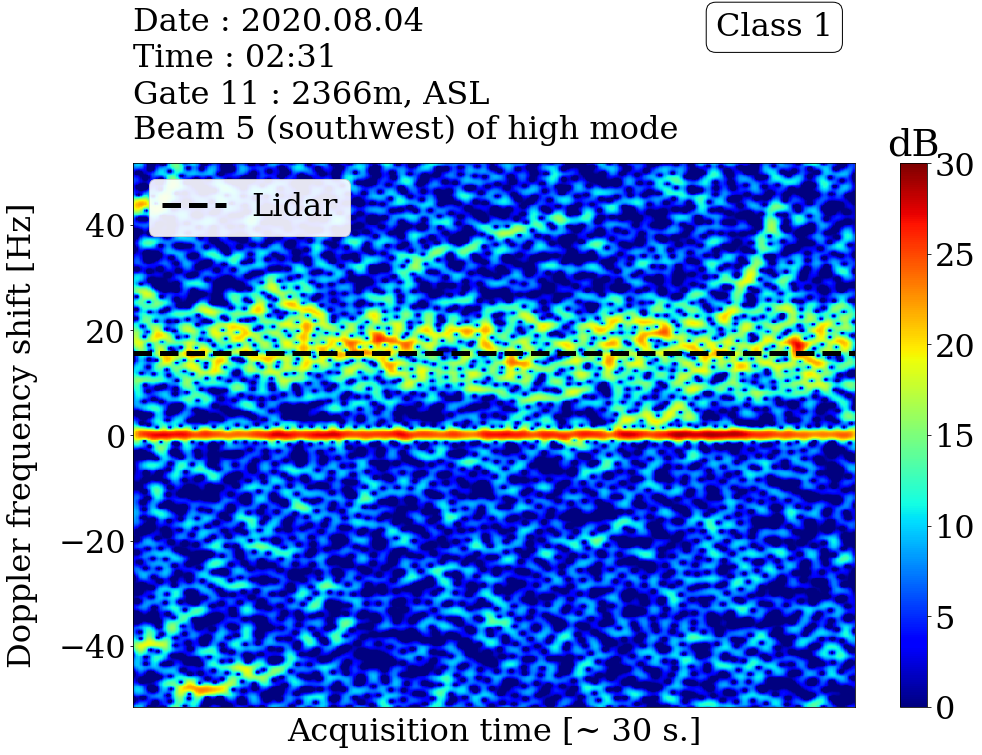 Date : 2020.08.04
Time : 02:31
Gate 11 : 2366m, ASL
Beam 5 (southwest) of high mode
Class 1
dB
Lidar
Doppler frequency shift [Hz]
40
20
0
−20
−40
30
25
20
15
10
5
0
Acquisition time [~ 30 s.]